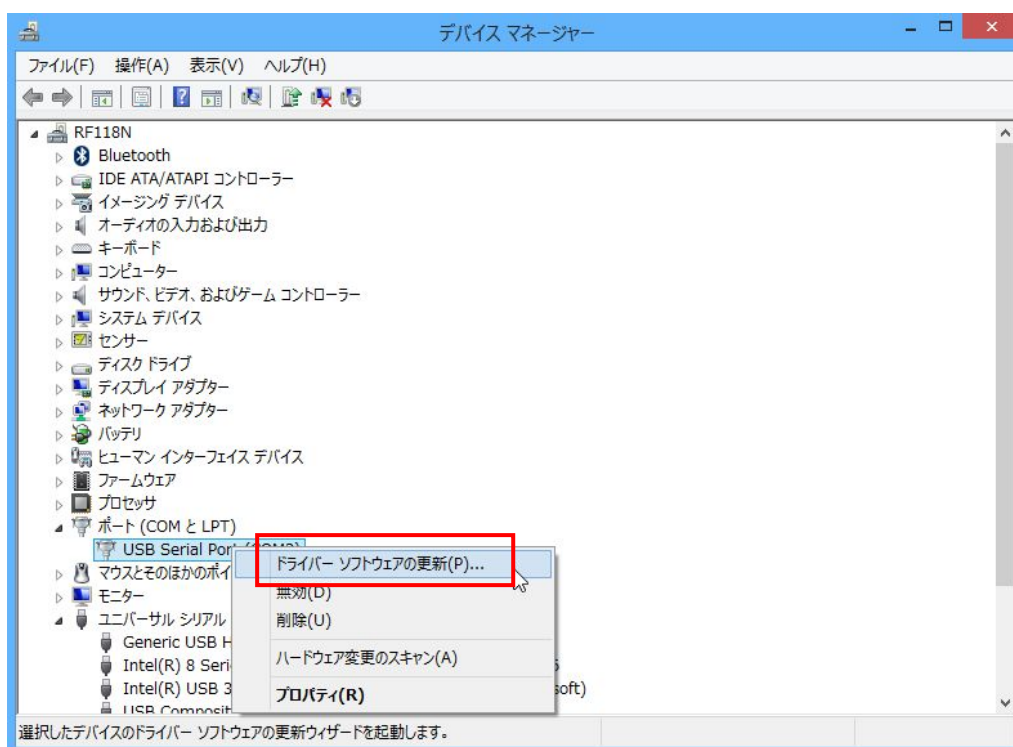 デバイス マネージャー
ファイル(F) 操作(A) 表示(V) ヘルプ(H)
RF118N
Bluetooth
IDE ATA/ATAPI コントローラー
イメージング デバイス
オーディオの入力および出力
キーボード
コンピューター
サウンド、ビデオ、およびゲーム コントローラー
システム デバイス
センサー
ディスク ドライブ
ディスプレイ アダプター
ネットワーク アダプター
バッテリ
ヒューマン インターフェイス デバイス
ファームウェア
プロセッサ
ポート (COM と LPT)
USB Serial Port
ドライバー ソフトウェアの更新(P)...
マウスとそのほかのポイ
無効(D)
モニター
削除(U)
ユニバーサル シリアル
Generic USB H
ハードウェア変更のスキャン(A)
Intel(R) 8 Seri
Intel(R) USB 3
soft)
プロパティ(R)
USB Composit
選択したデバイスのドライバー ソフトウェアの更新ウィザードを起動します。